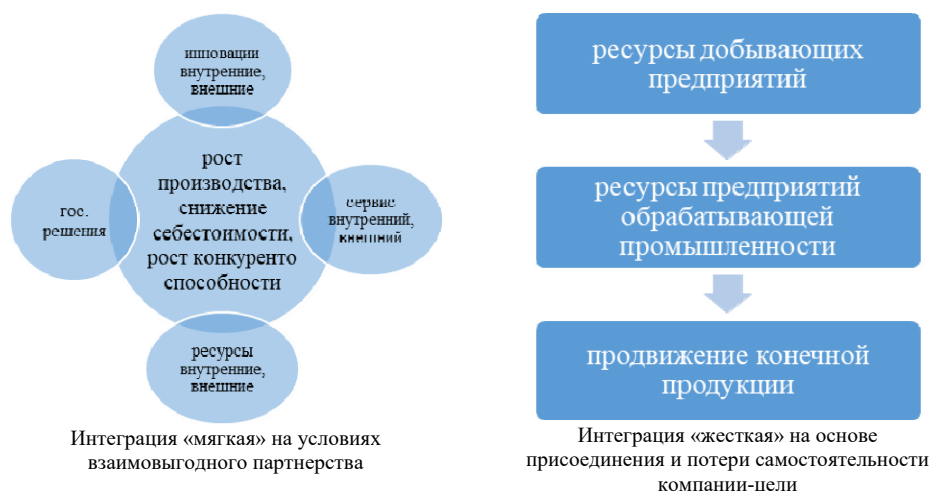 инновации
внутренние,
внешние
рост
производства,
снижение
себестоимости,
рост конкуренто
способности
гос.
решения
сервис
внутренний,
внешний
ресурсы
внутренние,
внешние
Интеграция «мягкая» на условиях
взаимовыгодного партнерства
ресурсы добывающих
предприятий
ресурсы предприятий
обрабатывающей
промышленности
продвижение конечной
продукции
Интеграция «жесткая» на основе
присоединения и потери самостоятельности
компании-цели